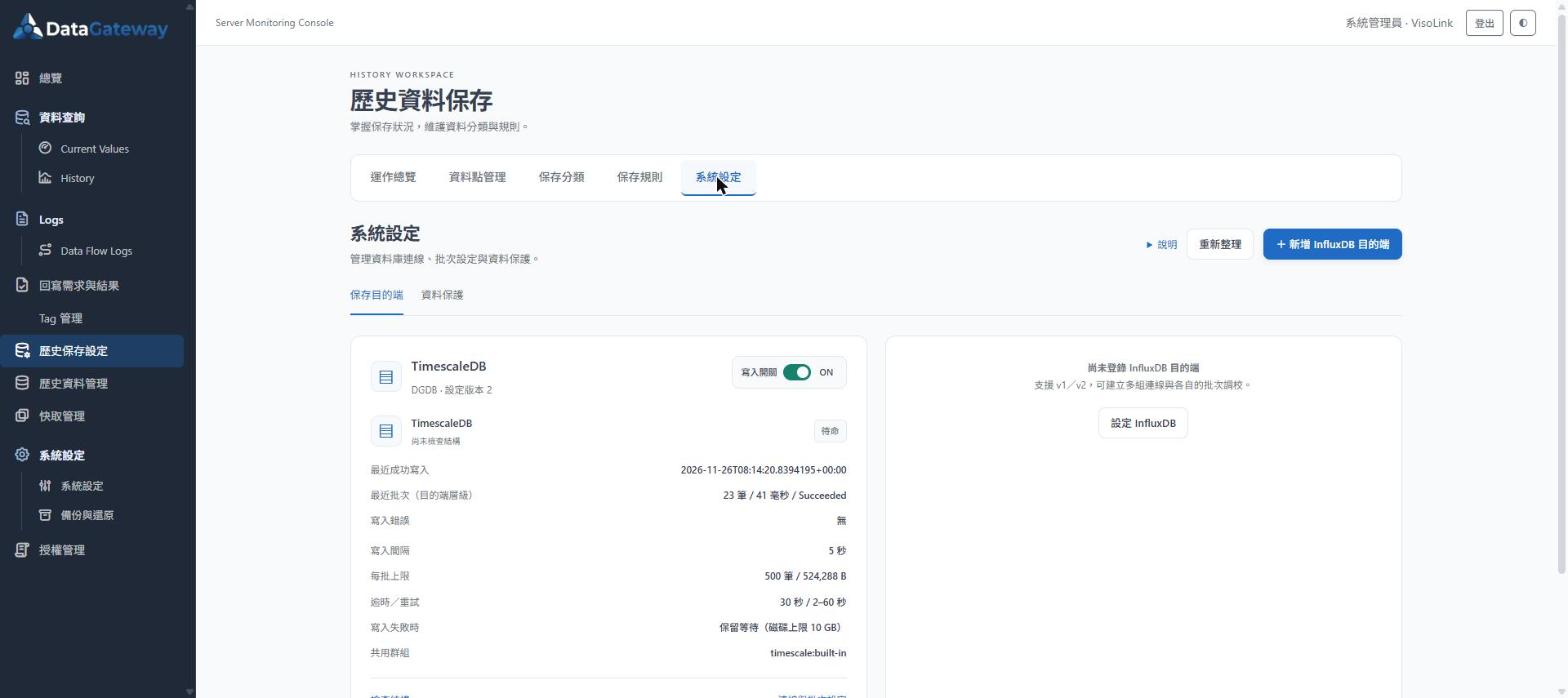 DataGateway
Server Monitoring Console
系統管理員 · VisoLink
登出
總覽
資料查詢
Current Values
History
Logs
Data Flow Logs
回寫需求與結果
Tag 管理
歷史保存設定
歷史資料管理
快取管理
系統設定
系統設定
備份與還原
授權管理
HISTORY WORKSPACE
歷史資料保存
掌握保存狀況，維護資料分類與規則。
運作總覽
資料點管理
保存分類
保存規則
系統設定
系統設定
管理資料庫連線、批次設定與資料保護。
說明
重新整理
＋ 新增 InfluxDB 目的端
保存目的端
資料保護
TimescaleDB
DGDB · 設定版本 2
寫入開關
ON
TimescaleDB
尚未檢查結構
待命
最近成功寫入
2026-11-26T08:14:20.8394195+00:00
最近批次（目的端層級）
23 筆 / 41 毫秒 / Succeeded
寫入錯誤
無
寫入間隔
5 秒
每批上限
500 筆 / 524,288 B
逾時／重試
30 秒 / 2–60 秒
寫入失敗時
保留等待（磁碟上限 10 GB）
共用群組
timescale:built-in
尚未登錄 InfluxDB 目的端
支援 v1／v2，可建立多組連線與各自的批次調校。
設定 InfluxDB